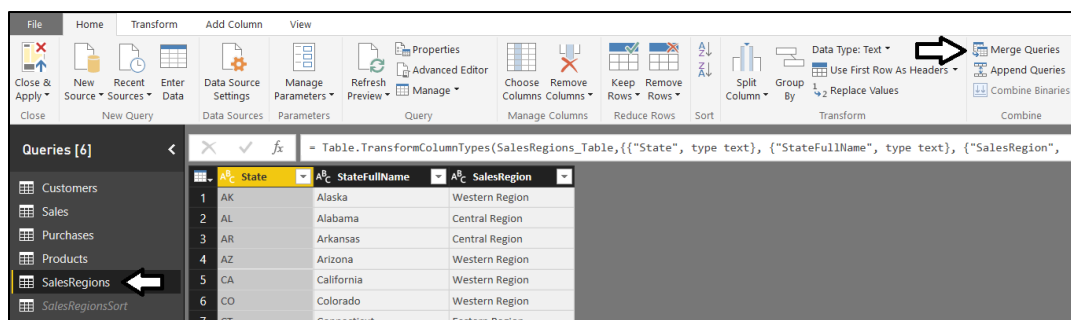 File Home Transform Add Column View
Close & Apply
New Source
Recent Sources
Enter Data
Data Source Settings
Manage Parameters
Refresh Preview
Properties
Advanced Editor
Manage
Choose Columns
Remove Columns
Keep Rows
Remove Rows
Split Column
Group By
Data Type: Text
Use First Row As Headers
Replace Values
Merge Queries
Append Queries
Combine Binaries
Close New Query Data Sources Parameters Query Manage Columns Reduce Rows Sort Transform Combine
Queries [6]
Customers
Sales
Purchases
Products
SalesRegions
SalesRegionsSort
fx = Table.TransformColumnTypes(SalesRegions_Table,{{"State", type text}, {"StateFullName", type text}, {"SalesRegion",
State StateFullName SalesRegion
1 AK Alaska Western Region
2 AL Alabama Central Region
3 AR Arkansas Central Region
4 AZ Arizona Western Region
5 CA California Western Region
6 CO Colorado Western Region